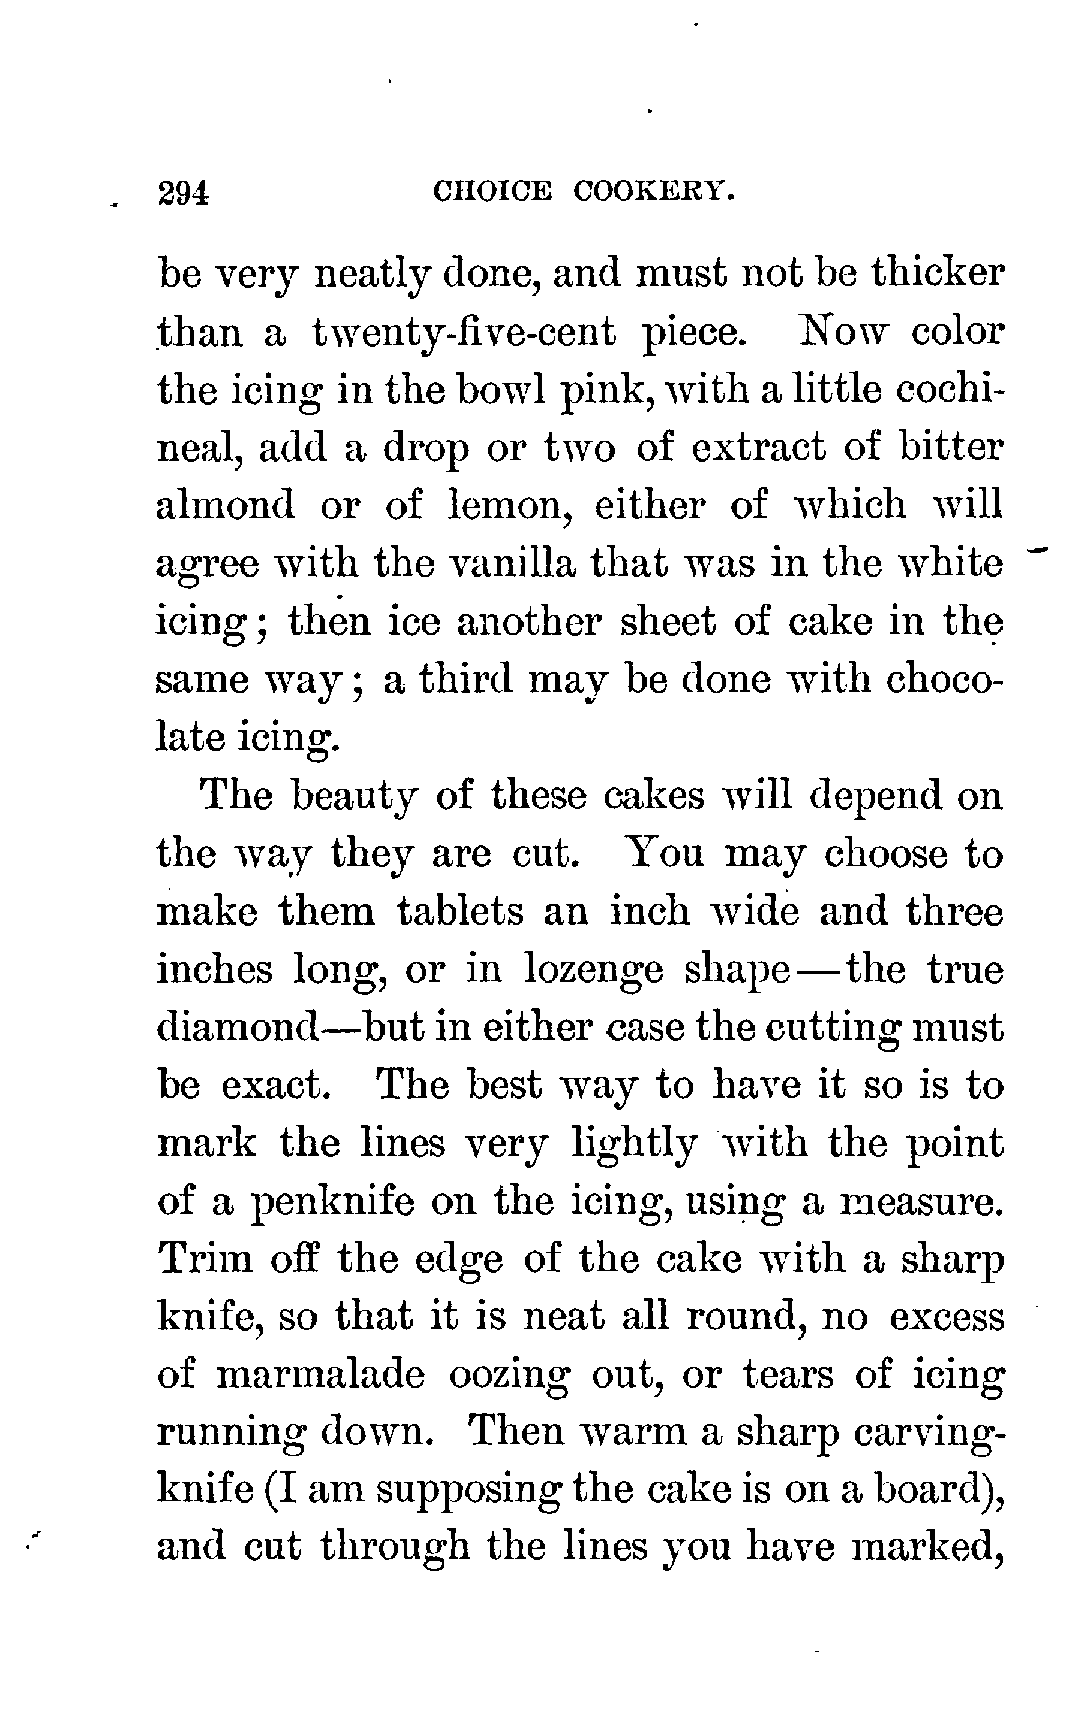 294 CHOICE COOKERY.
be very neatly done, and must not be thicker
than a twenty-five-cent piece. Now color
the icing in the bowl pink, with a little cochi-
neal, add a drop or two of extract of bitter
almond or of lemon, either of which will
agree with the vanilla that was in the white
icing; then ice another sheet of cake in the
same way; a third may be done with choco-
late icing.
The beauty of these cakes will depend on
the way they are cut. You may choose to
make them tablets an inch wide and three
inches long, or in lozenge shape—the true
diamond—but in either case the cutting must
be exact. The best way to have it so is to
mark the lines very lightly with the point
of a penknife on the icing, using a measure.
Trim off the edge of the cake with a sharp
knife, so that it is neat all round, no excess
of marmalade oozing out, or tears of icing
running down. Then warm a sharp carving-
knife (I am supposing the cake is on a board),
and cut through the lines you have marked,